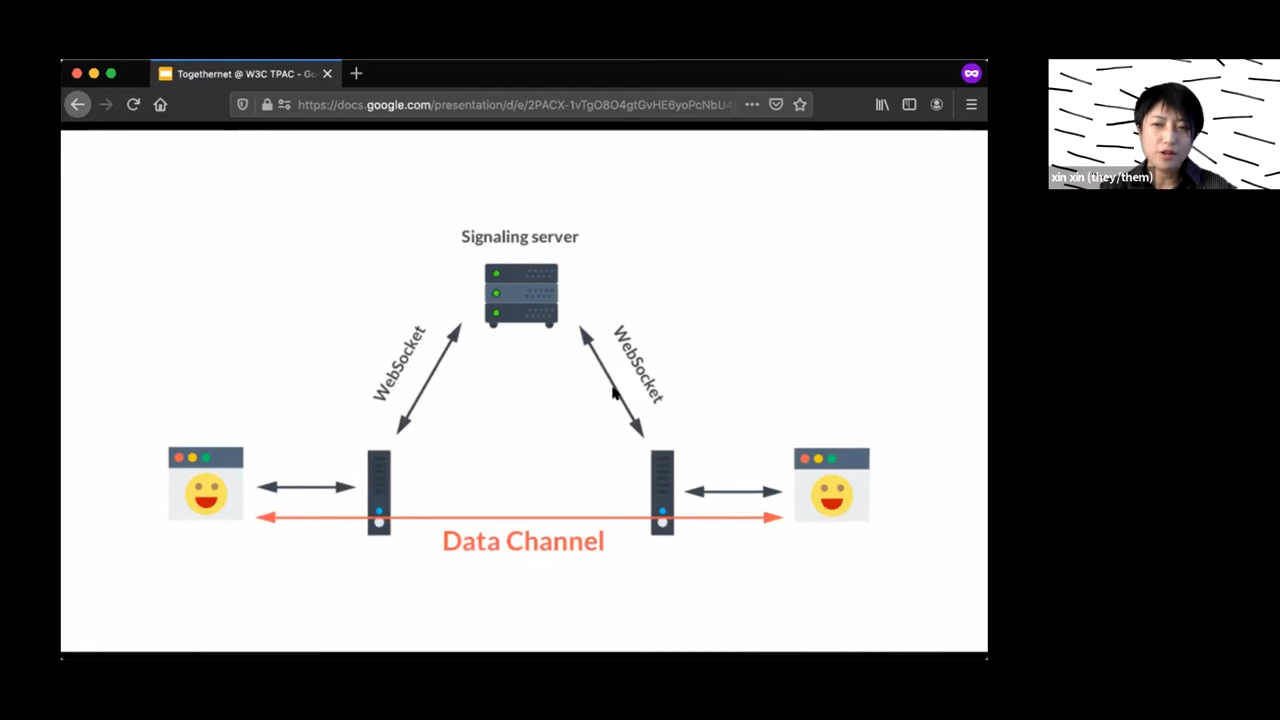 Togethernet @ W3C TPAC - Go
https://docs.google.com/presentation/d/e/2PACX-1vTgO8O4gtGvHE6yoPcNbU4
xin xin (they/them)
Signaling server
WebSocket
WebSocket
Data Channel